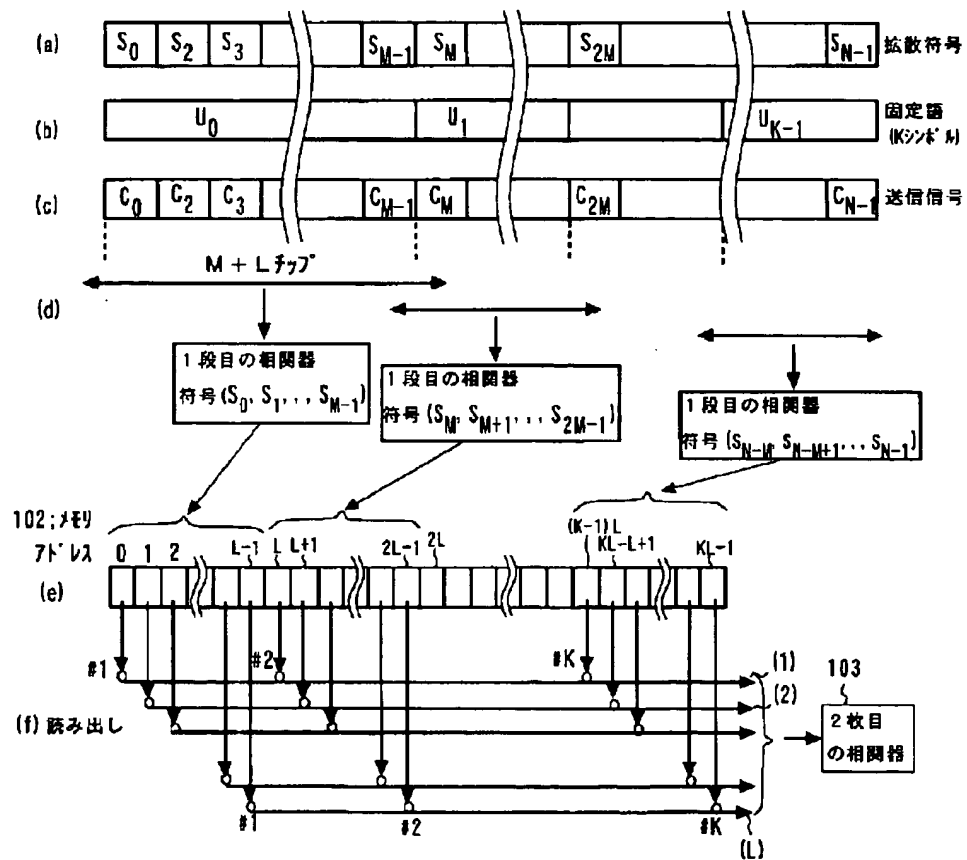 (a) S0 S2 S3 SM-1 SM S2M SN-1 拡散符号
(b) U0 U1 UK-1 固定語
(Kシンボル)
(c) C0 C2 C3 CM-1 CM C2M CN-1 送信信号
M + L チップ
(d)
1段目の相関器
符号(S0, S1, , , SM-1)
1段目の相関器
符号(SM, SM+1, , , S2M-1)
1段目の相関器
符号(SN-M, SN-M+1, , , SN-1)
102;メモリ
アドレス 0 1 2 L-1 L L+1 2L-1 2L (K-1)L KL-L+1 KL-1
(e)
#1 #2 #K (1)
(2)
(f) 読み出し
103
2枚目
の相関器
#1 #2 #K
(L)